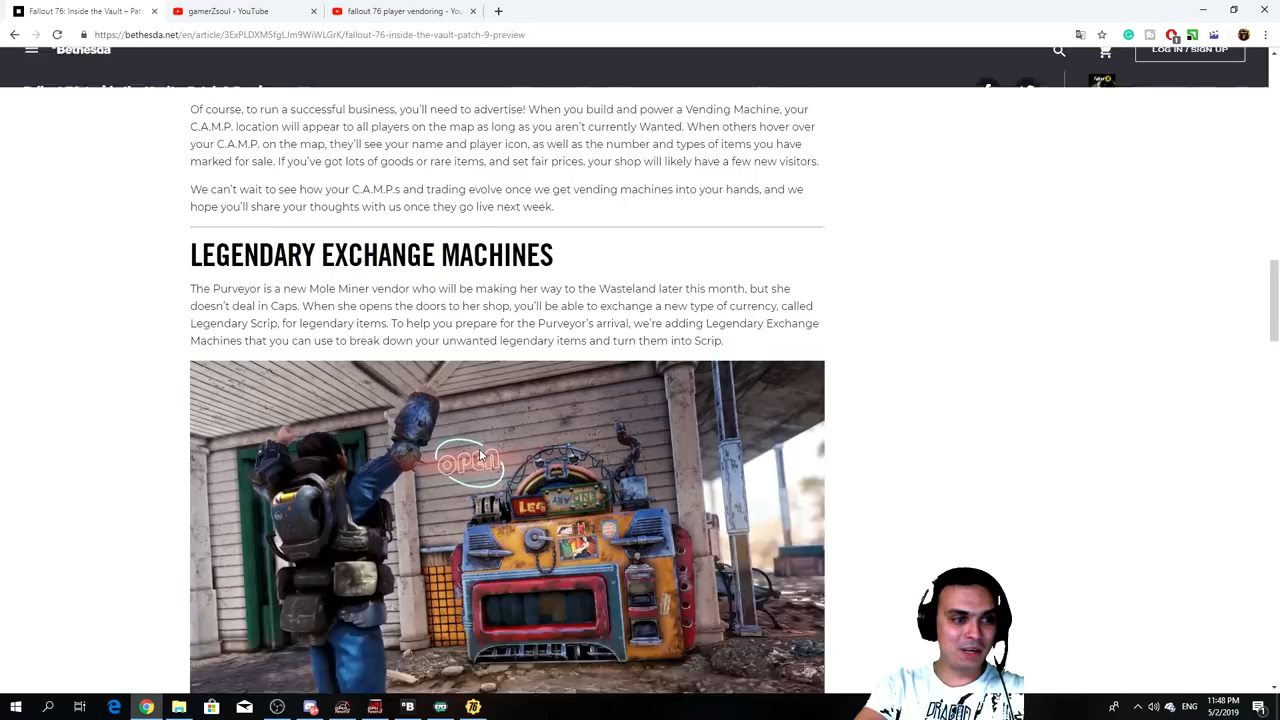 Fallout 76: Inside the Vault – Pat
gamerZsoul - YouTube
fallout 76 player vendoring - You
https://bethesda.net/en/article/3ExPLDXM5fgLJm9WiWLGrK/fallout-76-inside-the-vault-patch-9-preview
Bethesda
LOG IN / SIGN UP
Of course, to run a successful business, you'll need to advertise! When you build and power a Vending Machine, your
C.A.M.P. location will appear to all players on the map as long as you aren't currently Wanted. When others hover over
your C.A.M.P. on the map, they'll see your name and player icon, as well as the number and types of items you have
marked for sale. If you've got lots of goods or rare items, and set fair prices, your shop will likely have a few new visitors.
We can't wait to see how your C.A.M.P.s and trading evolve once we get vending machines into your hands, and we
hope you'll share your thoughts with us once they go live next week.
LEGENDARY EXCHANGE MACHINES
The Purveyor is a new Mole Miner vendor who will be making her way to the Wasteland later this month, but she
doesn't deal in Caps. When she opens the doors to her shop, you'll be able to exchange a new type of currency, called
Legendary Scrip, for legendary items. To help you prepare for the Purveyor's arrival, we're adding Legendary Exchange
Machines that you can use to break down your unwanted legendary items and turn them into Scrip.
OPEN
LEG
DRAGON
ENG
11:48 PM
5/2/2019